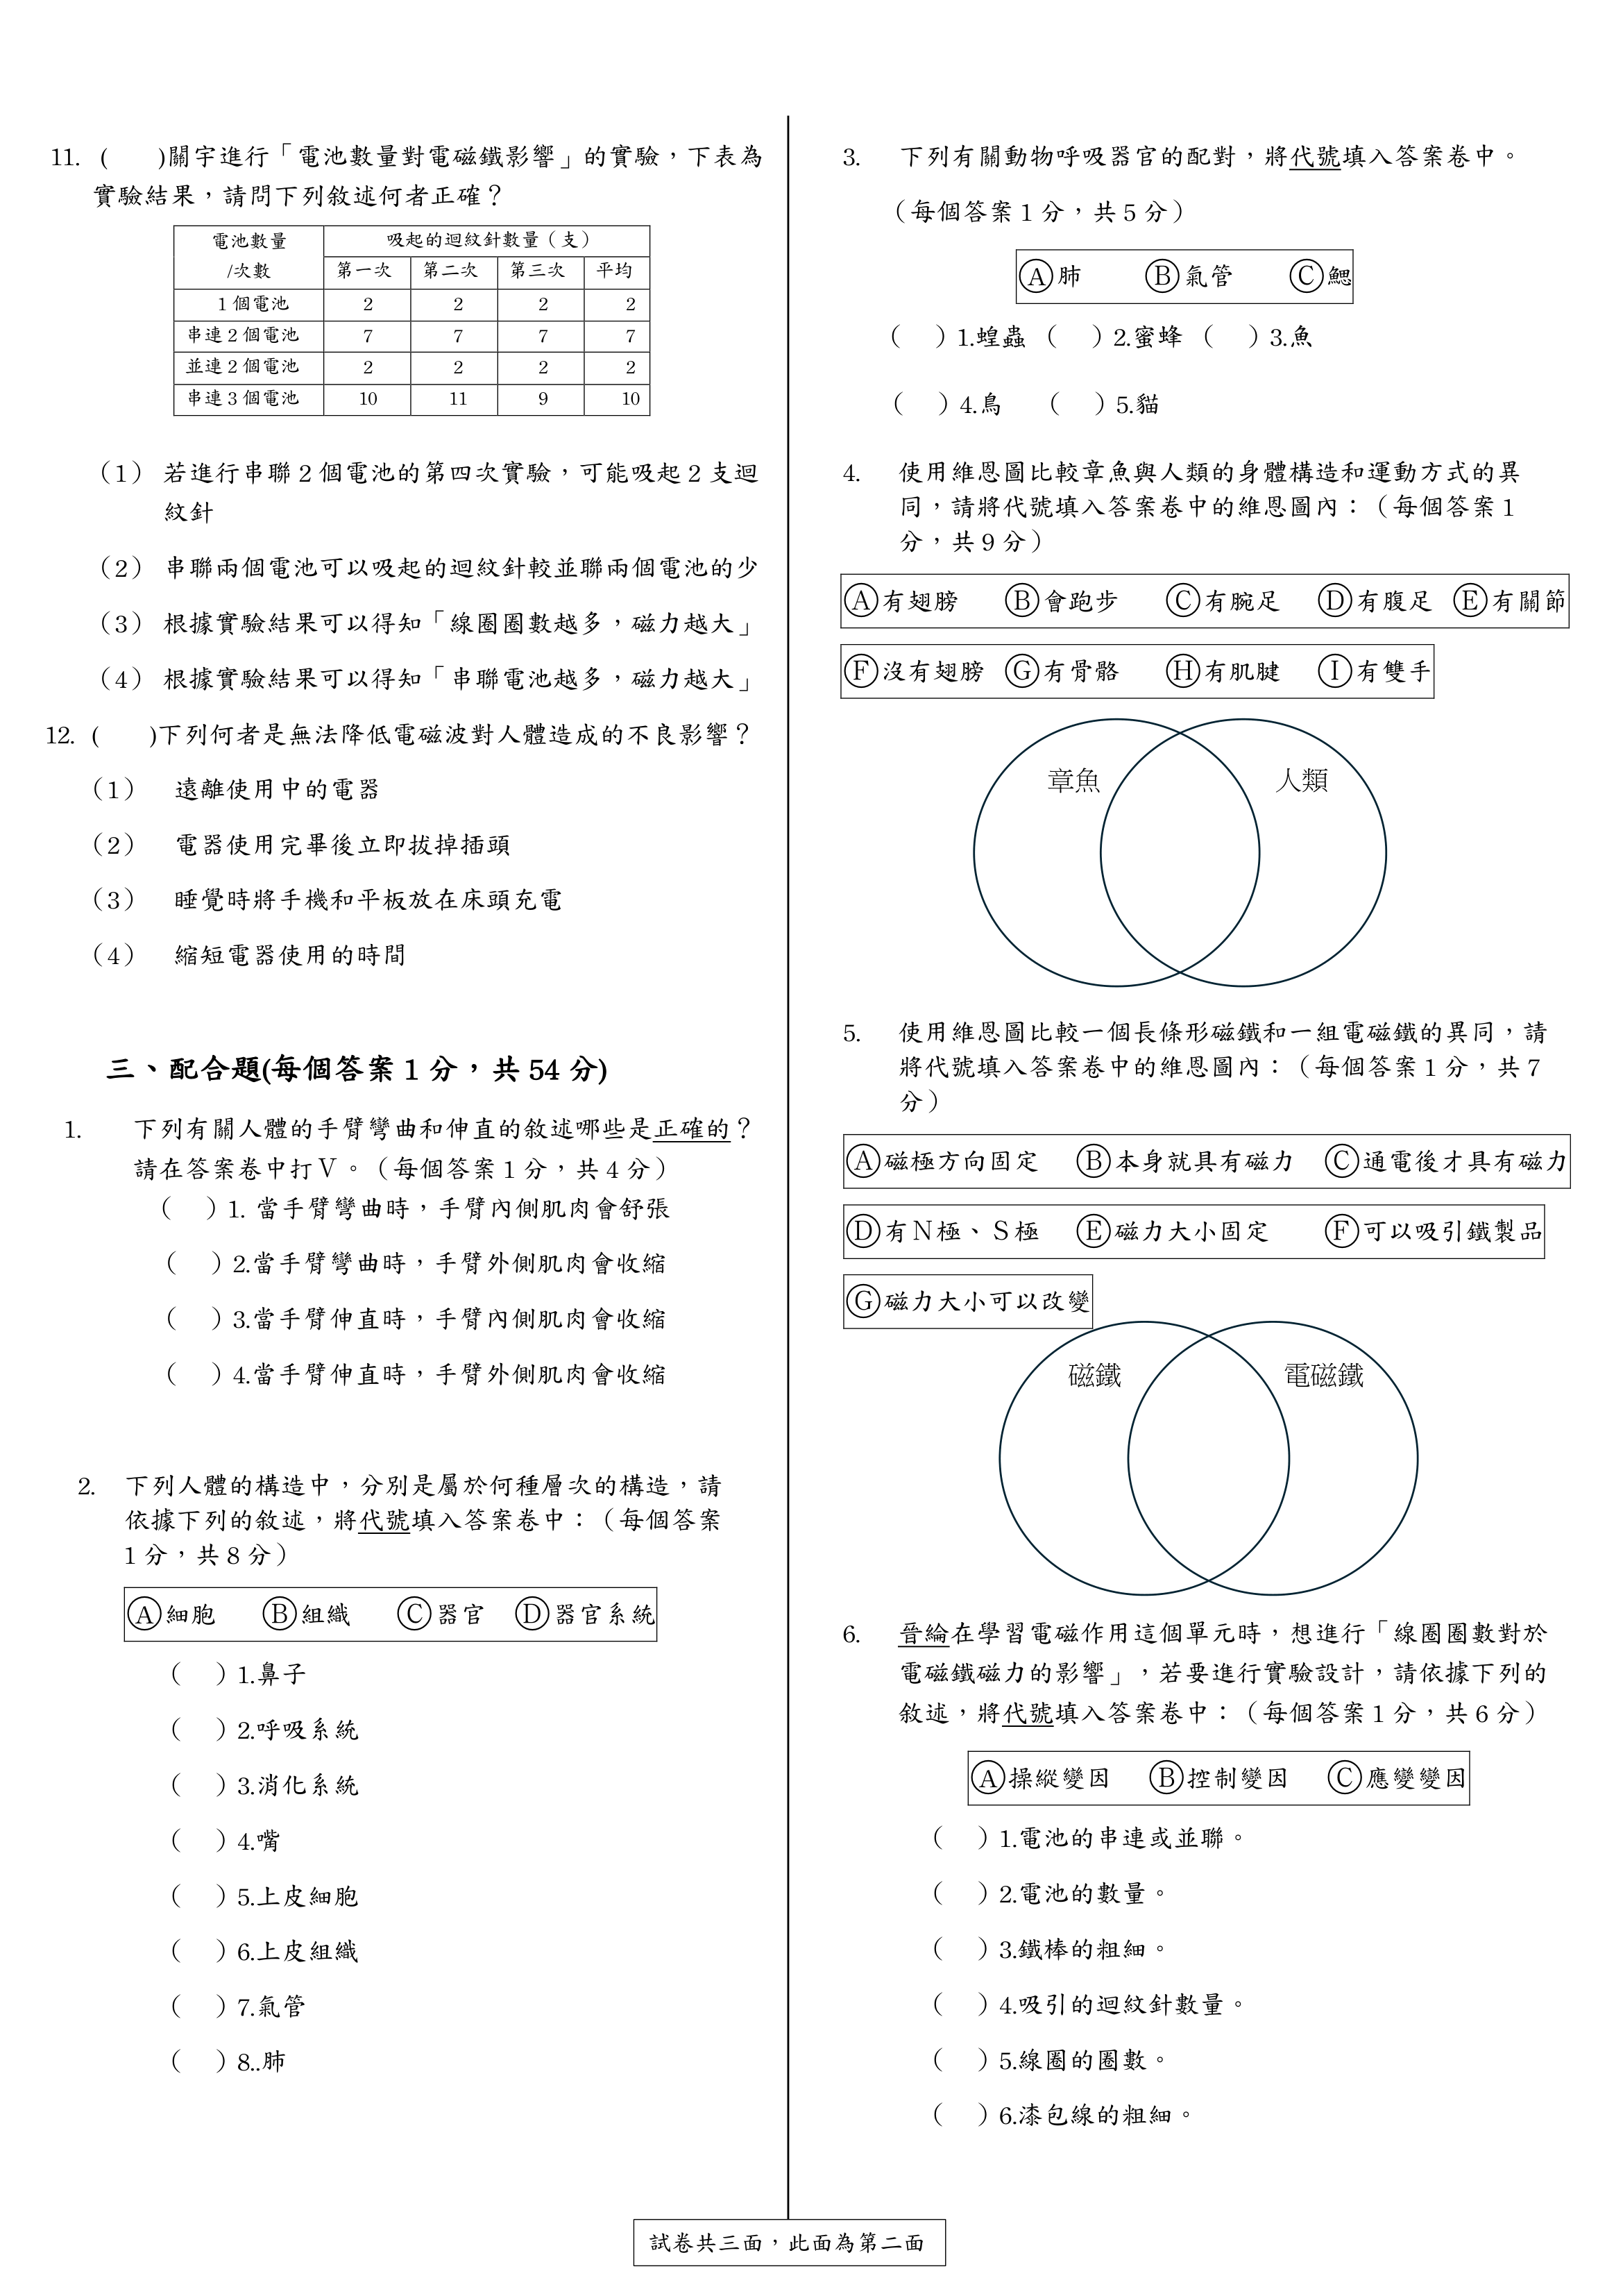 11. (　　)關宇進行「電池數量對電磁鐵影響」的實驗，下表為
實驗結果，請問下列敘述何者正確？
電池數量
/次數
吸起的迴紋針數量（支）
第一次 第二次 第三次 平均
1 個電池 2 2 2 2
串連 2 個電池 7 7 7 7
並連 2 個電池 2 2 2 2
串連 3 個電池 10 11 9 10
（1） 若進行串聯 2 個電池的第四次實驗，可能吸起 2 支迴
紋針
（2） 串聯兩個電池可以吸起的迴紋針較並聯兩個電池的少
（3） 根據實驗結果可以得知「線圈圈數越多，磁力越大」
（4） 根據實驗結果可以得知「串聯電池越多，磁力越大」
12. (　　)下列何者是無法降低電磁波對人體造成的不良影響？
（1） 遠離使用中的電器
（2） 電器使用完畢後立即拔掉插頭
（3） 睡覺時將手機和平板放在床頭充電
（4） 縮短電器使用的時間
三、配合題(每個答案 1 分，共 54 分)
1. 下列有關人體的手臂彎曲和伸直的敘述哪些是正確的？
請在答案卷中打Ｖ。（每個答案 1 分，共 4 分）
（　）1. 當手臂彎曲時，手臂內側肌肉會舒張
（　）2.當手臂彎曲時，手臂外側肌肉會收縮
（　）3.當手臂伸直時，手臂內側肌肉會收縮
（　）4.當手臂伸直時，手臂外側肌肉會收縮
2. 下列人體的構造中，分別是屬於何種層次的構造，請
依據下列的敘述，將代號填入答案卷中：（每個答案
1 分，共 8 分）
Ⓐ細胞 Ⓑ組織 Ⓒ器官 Ⓓ器官系統
（　）1.鼻子
（　）2.呼吸系統
（　）3.消化系統
（　）4.嘴
（　）5.上皮細胞
（　）6.上皮組織
（　）7.氣管
（　）8..肺
3. 下列有關動物呼吸器官的配對，將代號填入答案卷中。
（每個答案 1 分，共 5 分）
Ⓐ肺 Ⓑ氣管 Ⓒ鰓
（　）1.蝗蟲 （　）2.蜜蜂 （　）3.魚
（　）4.鳥 （　）5.貓
4. 使用維恩圖比較章魚與人類的身體構造和運動方式的異
同，請將代號填入答案卷中的維恩圖內：（每個答案 1
分，共 9 分）
Ⓐ有翅膀 Ⓑ會跑步 Ⓒ有腕足 Ⓓ有腹足 Ⓔ有關節
Ⓕ沒有翅膀 Ⓖ有骨骼 Ⓗ有肌腱 Ⓘ有雙手
章魚 人類
5. 使用維恩圖比較一個長條形磁鐵和一組電磁鐵的異同，請
將代號填入答案卷中的維恩圖內：（每個答案 1 分，共 7
分）
Ⓐ磁極方向固定 Ⓑ本身就具有磁力 Ⓒ通電後才具有磁力
Ⓓ有Ｎ極、Ｓ極 Ⓔ磁力大小固定 Ⓕ可以吸引鐵製品
Ⓖ磁力大小可以改變
磁鐵 電磁鐵
6. 晉綸在學習電磁作用這個單元時，想進行「線圈圈數對於
電磁鐵磁力的影響」，若要進行實驗設計，請依據下列的
敘述，將代號填入答案卷中：（每個答案 1 分，共 6 分）
Ⓐ操縱變因 Ⓑ控制變因 Ⓒ應變變因
（　）1.電池的串連或並聯。
（　）2.電池的數量。
（　）3.鐵棒的粗細。
（　）4.吸引的迴紋針數量。
（　）5.線圈的圈數。
（　）6.漆包線的粗細。
試卷共三面，此面為第二面